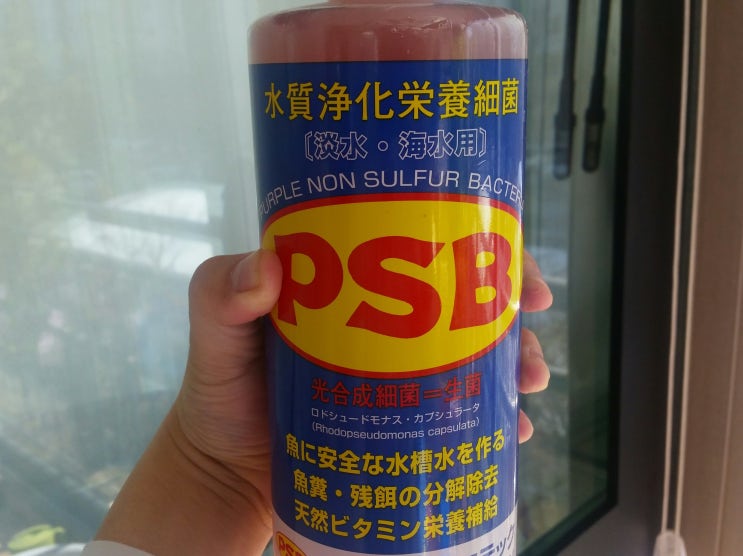 水質浄化栄養細菌
〔淡水・海水用〕
PURPLE NON SULFUR
PSB
光合成細菌=生菌
ロドシュードモナス・カプシュラータ
(Rhodopseudomonas capsulata)
魚に安全な水槽水を作る
魚糞・残餌の分解除去
天然ビタミン栄養補給